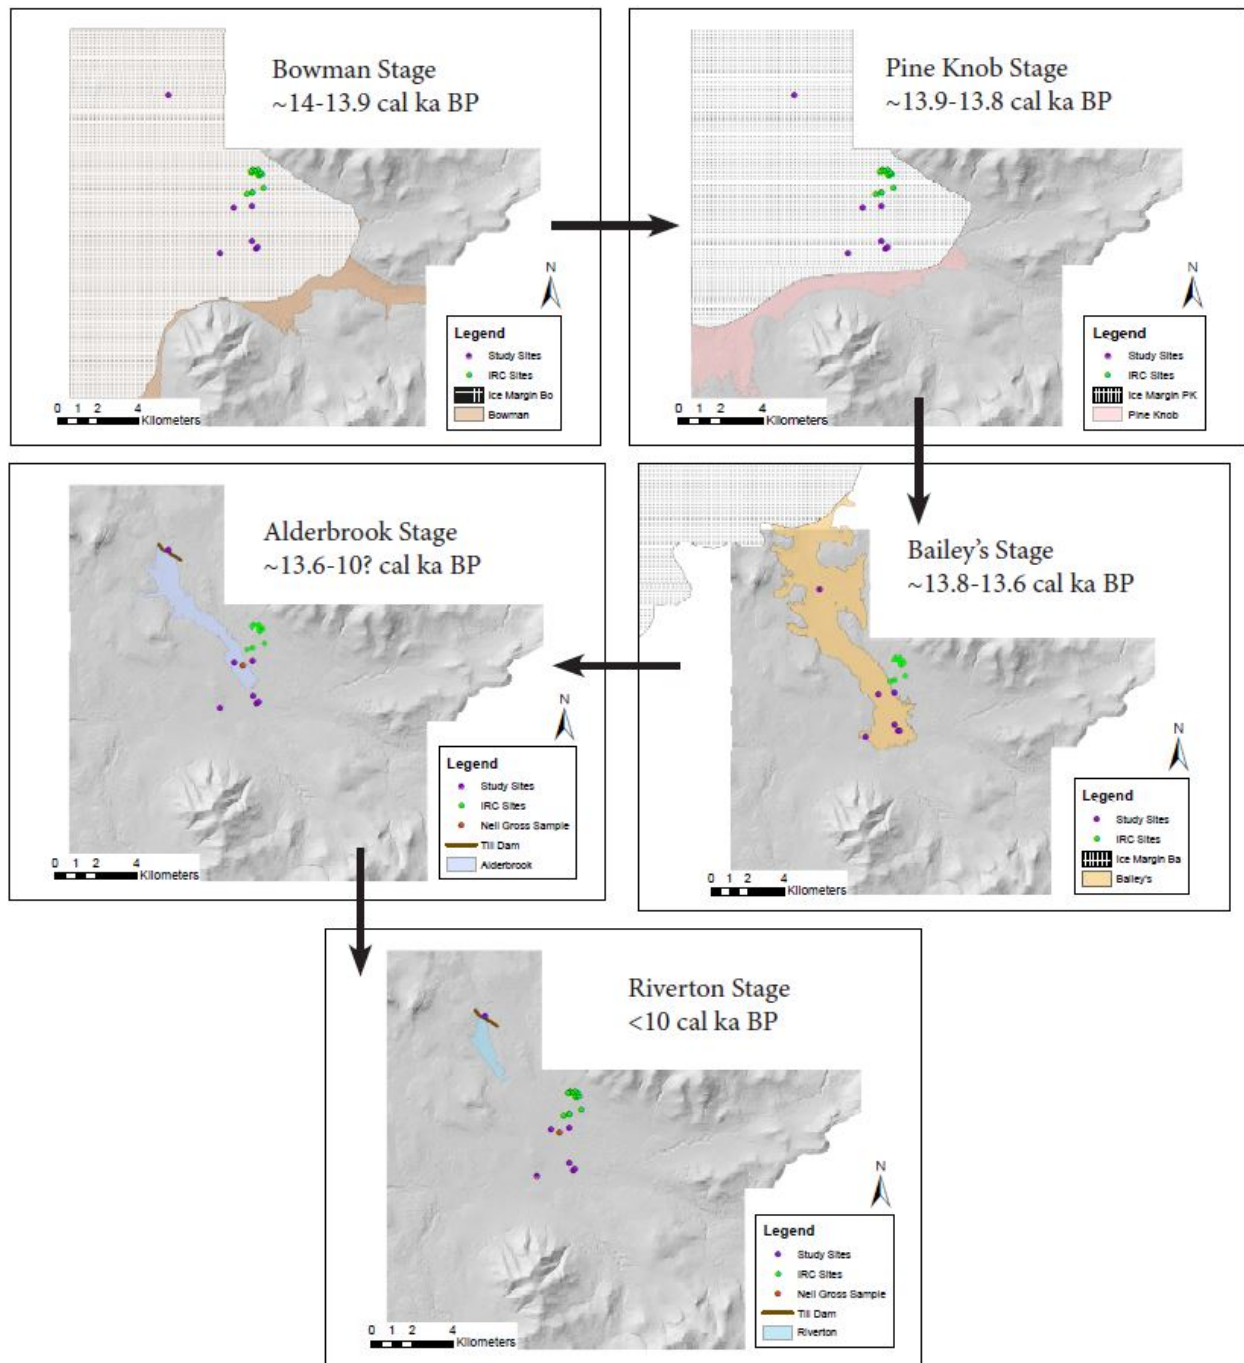 Bowman Stage
~14-13.9 cal ka BP
N
Legend
Study Sites
IRC Sites
Ice Margin Bo
Bowman
0 1 2 4
Kilometers
Pine Knob Stage
~13.9-13.8 cal ka BP
N
Legend
Study Sites
IRC Sites
Ice Margin PK
Pine Knob
0 1 2 4
Kilometers
Alderbrook Stage
~13.6-10? cal ka BP
N
Legend
Study Sites
IRC Sites
Neil Gross Sample
Till Dam
Alderbrook
0 1 2 4
Kilometers
Bailey's Stage
~13.8-13.6 cal ka BP
N
Legend
Study Sites
IRC Sites
Ice Margin Ba
Bailey's
0 1 2 4
Kilometers
Riverton Stage
<10 cal ka BP
N
Legend
Study Sites
IRC Sites
Neil Gross Sample
Till Dam
Riverton
0 1 2 4
Kilometers